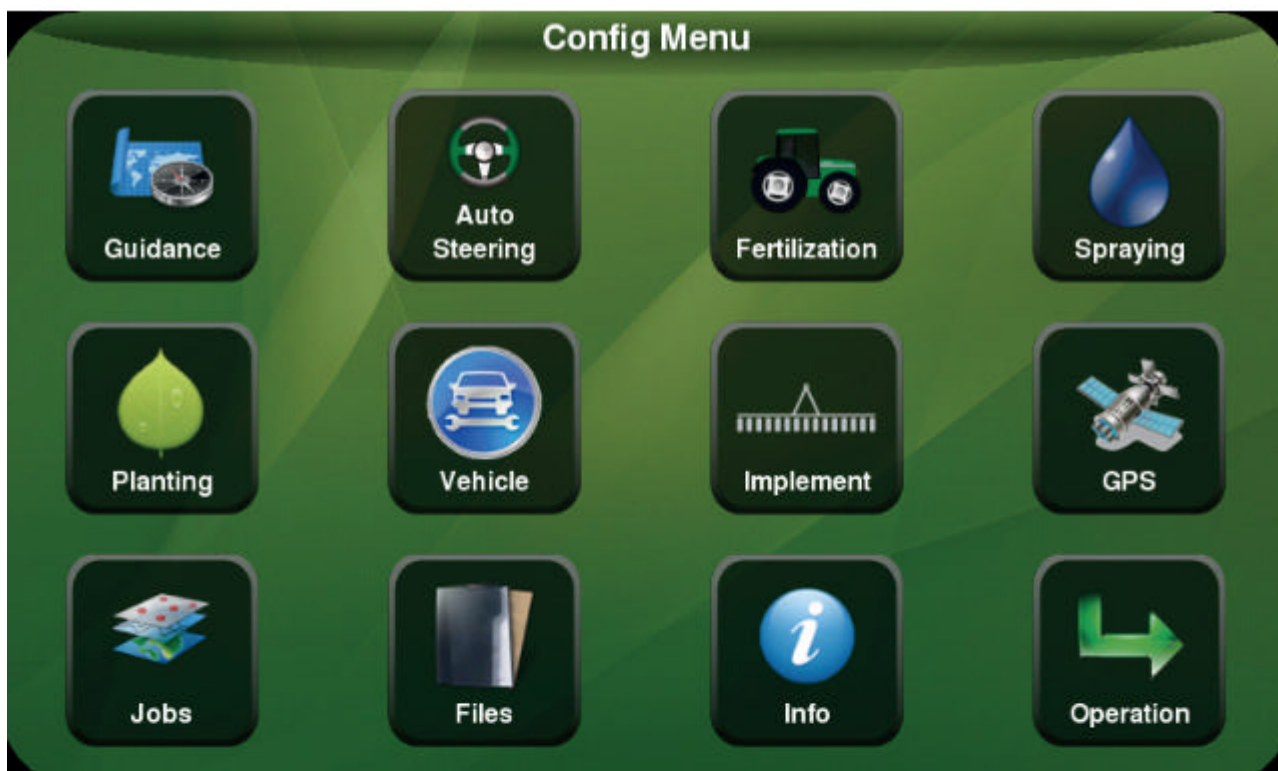 Config Menu
Guidance
Auto
Steering
Fertilization
Spraying
Planting
Vehicle
Implement
GPS
Jobs
Files
Info
Operation